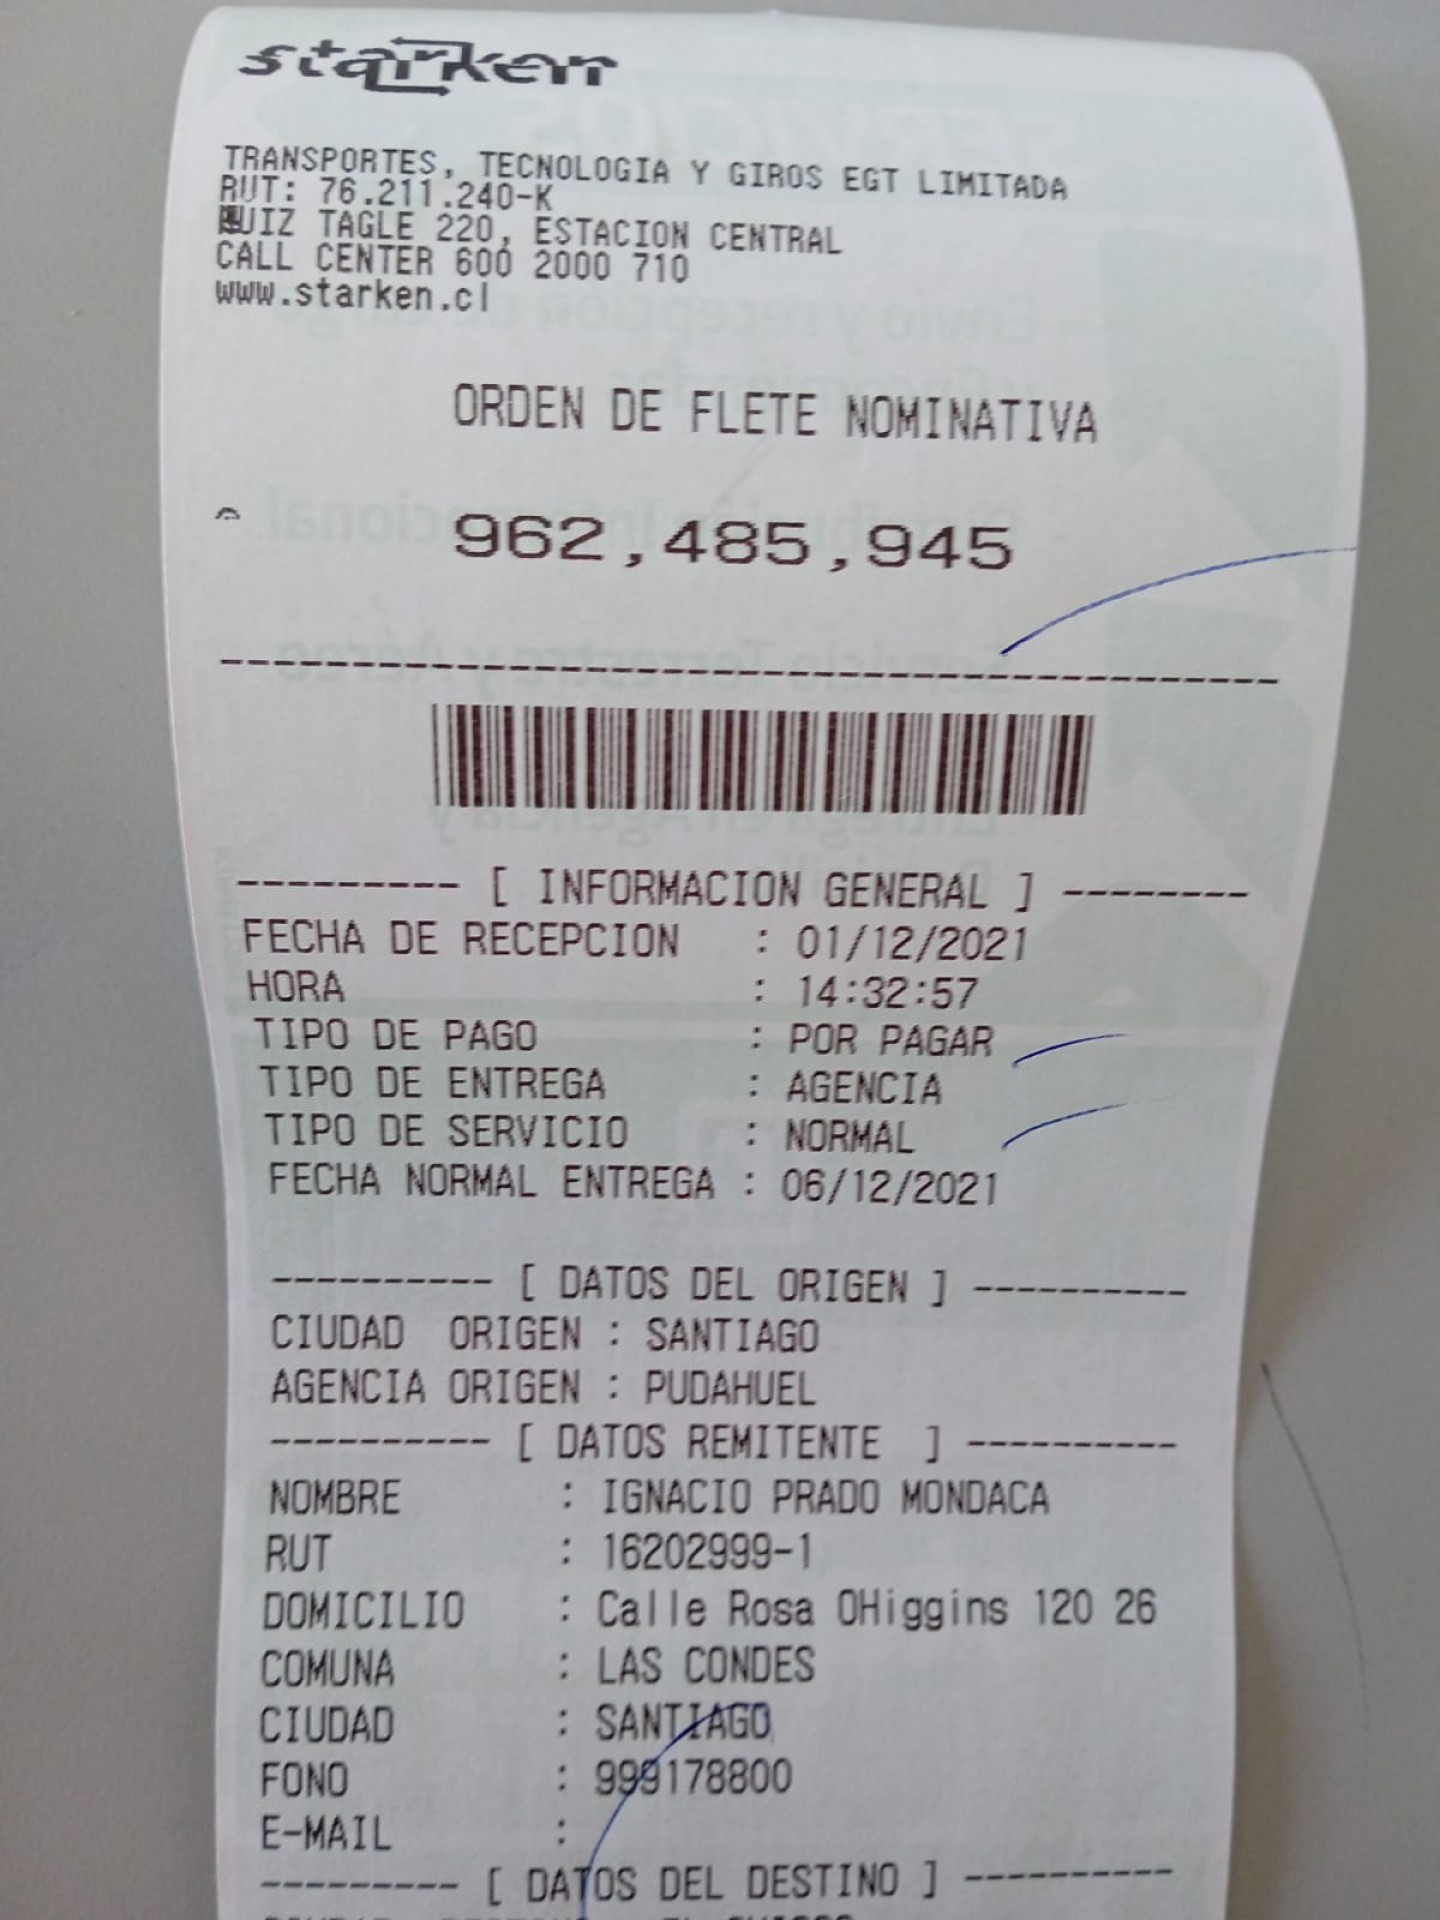 starken
TRANSPORTES, TECNOLOGIA Y GIROS EGT LIMITADA
RUT: 76.211.240-K
RUIZ TAGLE 220, ESTACION CENTRAL
CALL CENTER 600 2000 710
www.starken.cl
ORDEN DE FLETE NOMINATIVA
962,485,945
--------- [ INFORMACION GENERAL ] --------
FECHA DE RECEPCION : 01/12/2021
HORA : 14:32:57
TIPO DE PAGO : POR PAGAR
TIPO DE ENTREGA : AGENCIA
TIPO DE SERVICIO : NORMAL
FECHA NORMAL ENTREGA : 06/12/2021
---------- [ DATOS DEL ORIGEN ] ----------
CIUDAD ORIGEN : SANTIAGO
AGENCIA ORIGEN : PUDAHUEL
---------- [ DATOS REMITENTE ] ----------
NOMBRE : IGNACIO PRADO MONDACA
RUT : 16202999-1
DOMICILIO : Calle Rosa OHiggins 120 26
COMUNA : LAS CONDES
CIUDAD : SANTIAGO
FONO : 999178800
E-MAIL :
--------- [ DATOS DEL DESTINO ] ----------